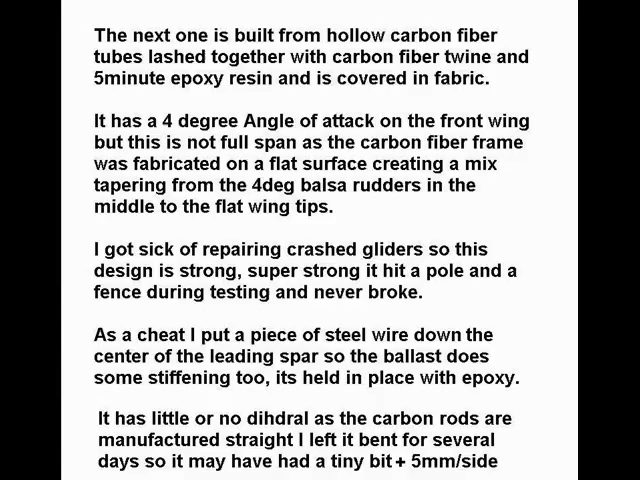 The next one is built from hollow carbon fiber
tubes lashed together with carbon fiber twine and
5minute epoxy resin and is covered in fabric.
It has a 4 degree Angle of attack on the front wing
but this is not full span as the carbon fiber frame
was fabricated on a flat surface creating a mix
tapering from the 4deg balsa rudders in the
middle to the flat wing tips.
I got sick of repairing crashed gliders so this
design is strong, super strong it hit a pole and a
fence during testing and never broke.
As a cheat I put a piece of steel wire down the
center of the leading spar so the ballast does
some stiffening too, its held in place with epoxy.
It has little or no dihdral as the carbon rods are
manufactured straight I left it bent for several
days so it may have had a tiny bit + 5mm/side